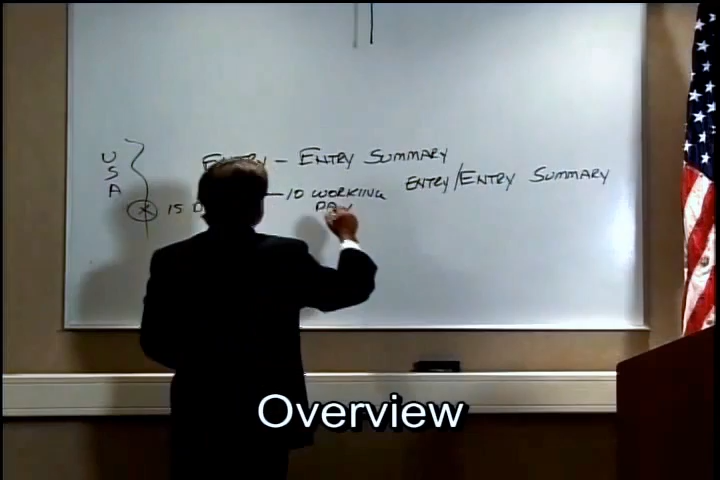 ENTRY – ENTRY SUMMARY
ENTRY/ENTRY SUMMARY
U
S
A
15 D
– 10 WORKING
DAY
Overview